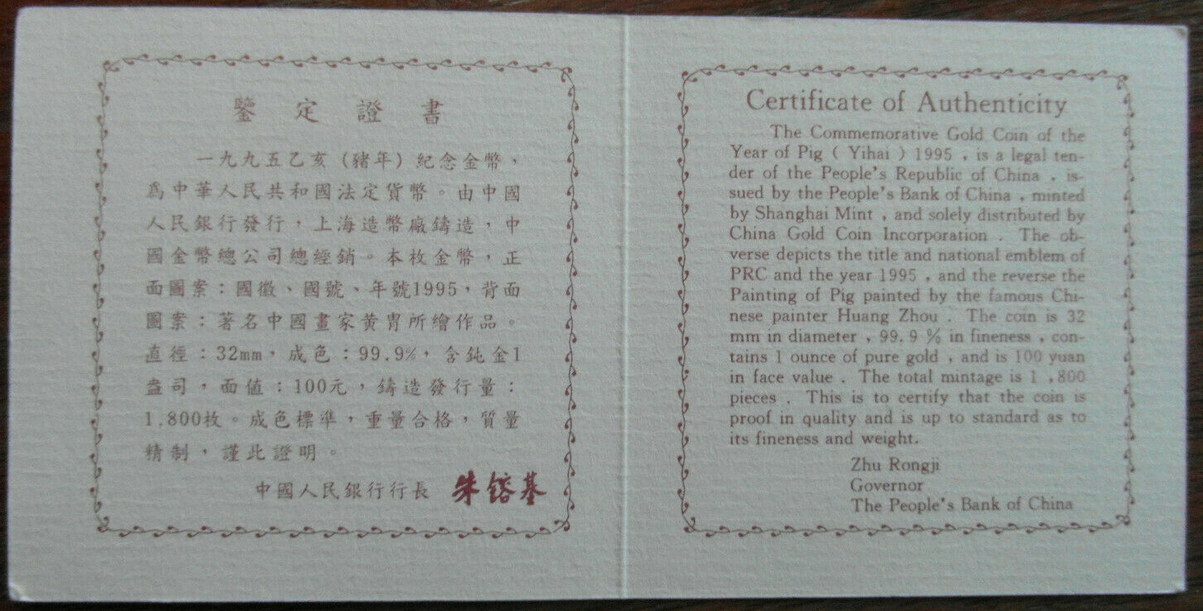 鑒定證書
一九九五乙亥(豬年)紀念金幣,
爲中華人民共和國法定貨幣。由中國
人民銀行發行,上海造幣廠鑄造,中
國金幣總公司總經銷。本枚金幣,正
面圖案:國徽、國號、年號1995,背面
圖案:著名中國畫家黄胄所繪作品。
直徑:32mm,成色:99.9%,含純金1
盎司,面值:100元,鑄造發行量:
1.800枚。成色標準,重量合格,質量
精制,謹此證明。
中國人民銀行行長 朱鎔基
Certificate of Authenticity
The Commemorative Gold Coin of the
Year of Pig ( Yihai ) 1995 , is a legal ten-
der of the People's Republic of China , is-
sued by the People's Bank of China , minted
by Shanghai Mint , and solely distributed by
China Gold Coin Incorporation . The ob-
verse depicts the title and national emblem of
PRC and the year 1995 , and the reverse the
Painting of Pig painted by the famous Chi-
nese painter Huang Zhou . The coin is 32
mm in diameter , 99. 9 % in fineness , con-
tains 1 ounce of pure gold , and is 100 yuan
in face value . The total mintage is 1 ,800
pieces . This is to certify that the coin is
proof in quality and is up to standard as to
its fineness and weight.
Zhu Rongji
Governor
The People's Bank of China